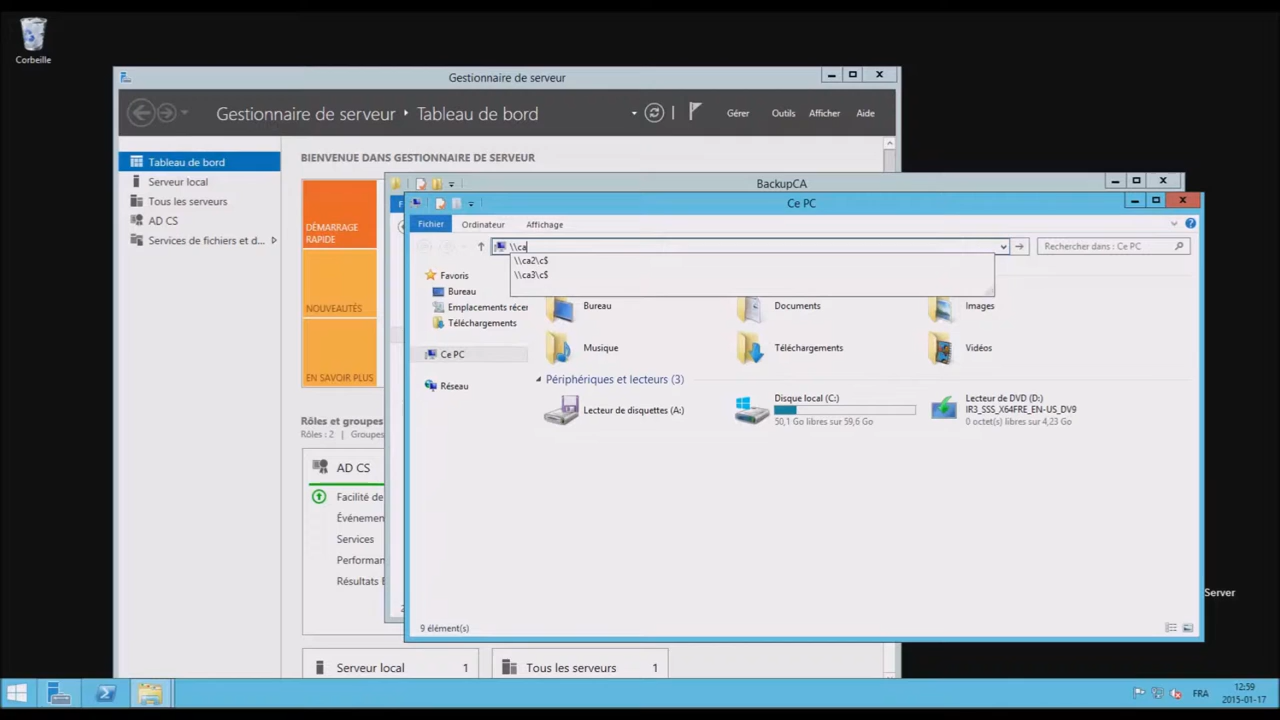 Corbeille
Gestionnaire de serveur
Gestionnaire de serveur ‣ Tableau de bord
Gérer
Outils
Afficher
Aide
Tableau de bord
Serveur local
Tous les serveurs
AD CS
Services de fichiers et d...
BIENVENUE DANS GESTIONNAIRE DE SERVEUR
DÉMARRAGE
RAPIDE
NOUVEAUTÉS
EN SAVOIR PLUS
Rôles et groupes
Rôles : 2 | Groupes
AD CS
Facilité de
Événemen
Services
Performan
Résultats B
Serveur local
1
Tous les serveurs
1
BackupCA
Ce PC
Fichier
Ordinateur
Affichage
\\ca
Rechercher dans : Ce PC
\\ca2\c$
\\ca3\c$
Favoris
Bureau
Emplacements récer
Téléchargements
Ce PC
Réseau
Bureau
Documents
Images
Musique
Téléchargements
Vidéos
Périphériques et lecteurs (3)
Lecteur de disquettes (A:)
Disque local (C:)
50,1 Go libres sur 59,6 Go
Lecteur de DVD (D:)
IR3_SSS_X64FRE_EN-US_DV9
0 octet(s) libres sur 4,23 Go
9 élément(s)
Server
FRA
12:59
2015-01-17